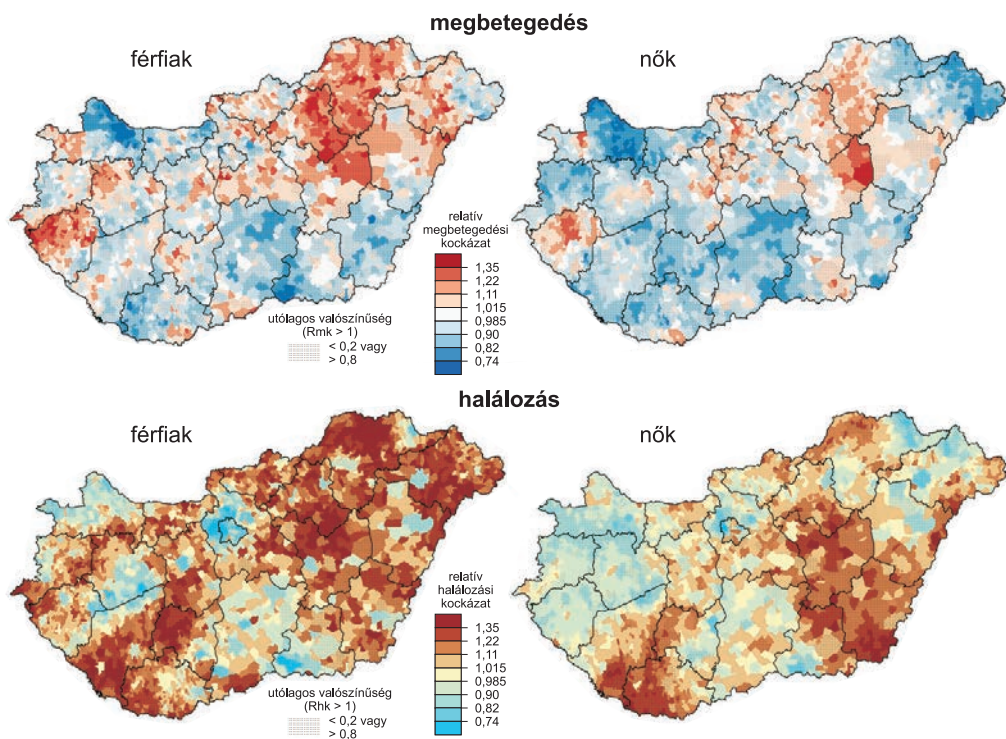 megbetegedés
férfiak
nők
relatív
megbetegedési
kockázat
1,35
1,22
1,11
1,015
0,985
0,90
0,82
0,74
utólagos valószínűség
(Rmk > 1)
< 0,2 vagy
> 0,8
halálozás
férfiak
nők
relatív
halálozási
kockázat
1,35
1,22
1,11
1,015
0,985
0,90
0,82
0,74
utólagos valószínűség
(Rhk > 1)
< 0,2 vagy
> 0.8